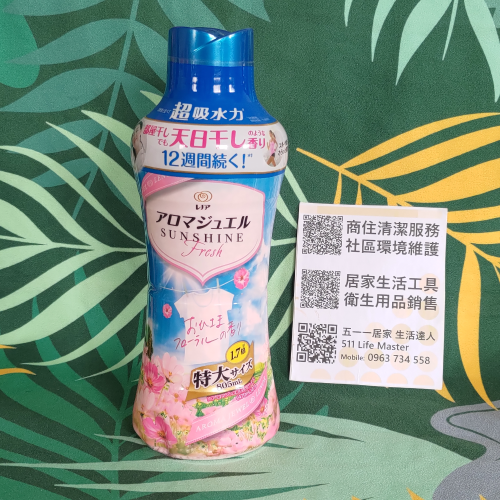 超吸水力
部屋干し
でも
天日干し
のような
香り
12週間続く!
レノア
アロマジュエル
SUNSHINE
Fresh
おひさま
フローラルの香り
1.7倍
特大サイズ
805mL
商住清潔服務
社區環境維護
居家生活工具
衛生用品銷售
五一一居家 生活達人
511 Life Master
Mobile: 0963 734 558